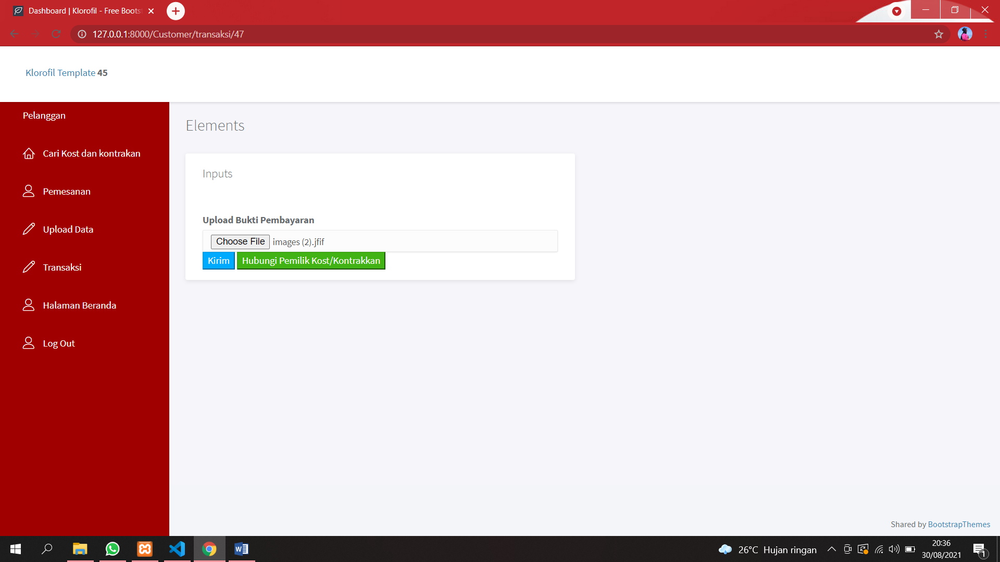 Dashboard | Klorofil - Free Boots
127.0.0.1:8000/Customer/transaksi/47
Klorofil Template 45
Pelanggan
Cari Kost dan kontrakan
Pemesanan
Upload Data
Transaksi
Halaman Beranda
Log Out
Elements
Inputs
Upload Bukti Pembayaran
Choose File images (2).jfif
Kirim Hubungi Pemilik Kost/Kontrakkan
Shared by BootstrapThemes
26°C Hujan ringan
20:36
30/08/2021
1